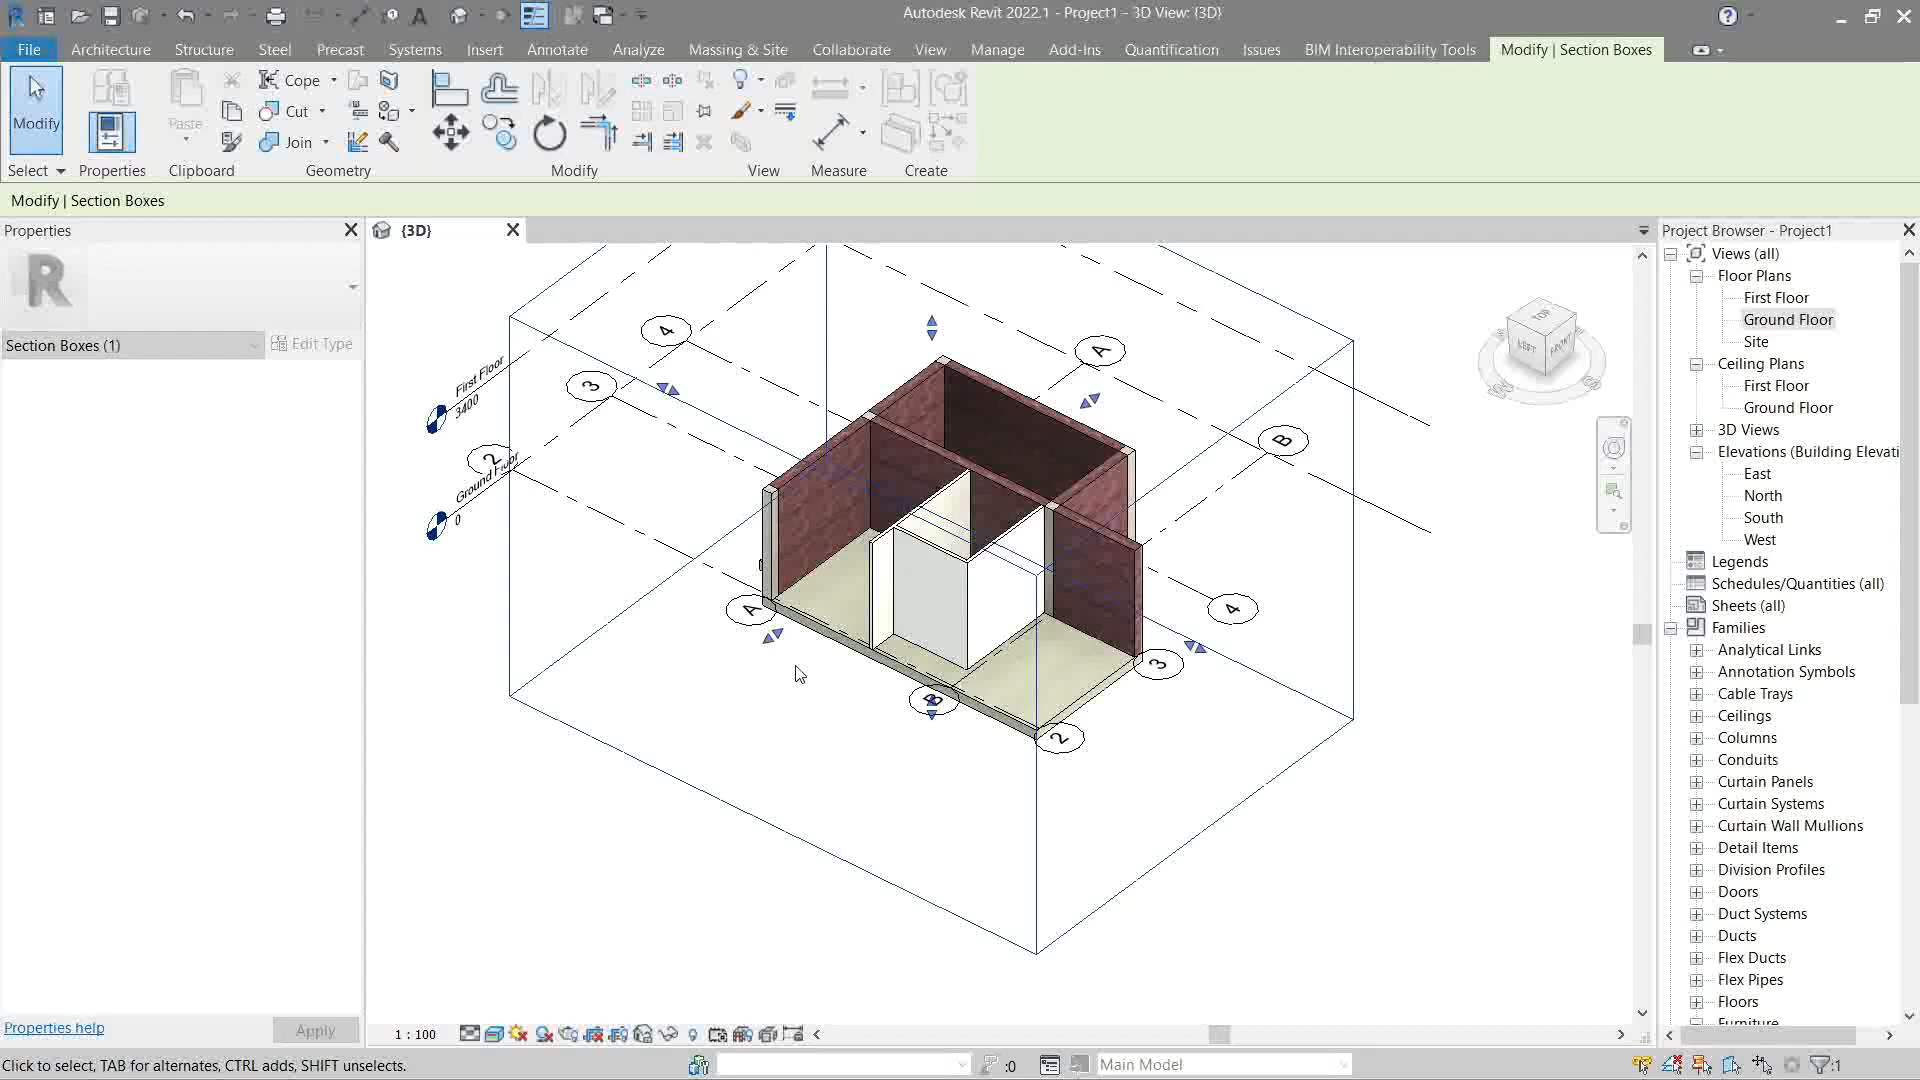 Autodesk Revit 2022.1 - Project1 - 3D View: {3D}
File Architecture Structure Steel Precast Systems Insert Annotate Analyze Massing & Site Collaborate View Manage Add-Ins Quantification Issues BIM Interoperability Tools Modify | Section Boxes
Modify
Paste
Cope
Cut
Join
Select Properties Clipboard Geometry Modify View Measure Create
Modify | Section Boxes
Properties
R
Section Boxes (1)
Edit Type
Properties help
Apply
{3D}
First Floor
3400
Ground Floor
0
4
3
2
A
B
A
B
4
3
2
TOP
LEFT
FRONT
1 : 100
Project Browser - Project1
Views (all)
Floor Plans
First Floor
Ground Floor
Site
Ceiling Plans
First Floor
Ground Floor
3D Views
Elevations (Building Elevati
East
North
South
West
Legends
Schedules/Quantities (all)
Sheets (all)
Families
Analytical Links
Annotation Symbols
Cable Trays
Ceilings
Columns
Conduits
Curtain Panels
Curtain Systems
Curtain Wall Mullions
Detail Items
Division Profiles
Doors
Duct Systems
Ducts
Flex Ducts
Flex Pipes
Floors
Furniture
Click to select, TAB for alternates, CTRL adds, SHIFT unselects.
:0
Main Model
:1